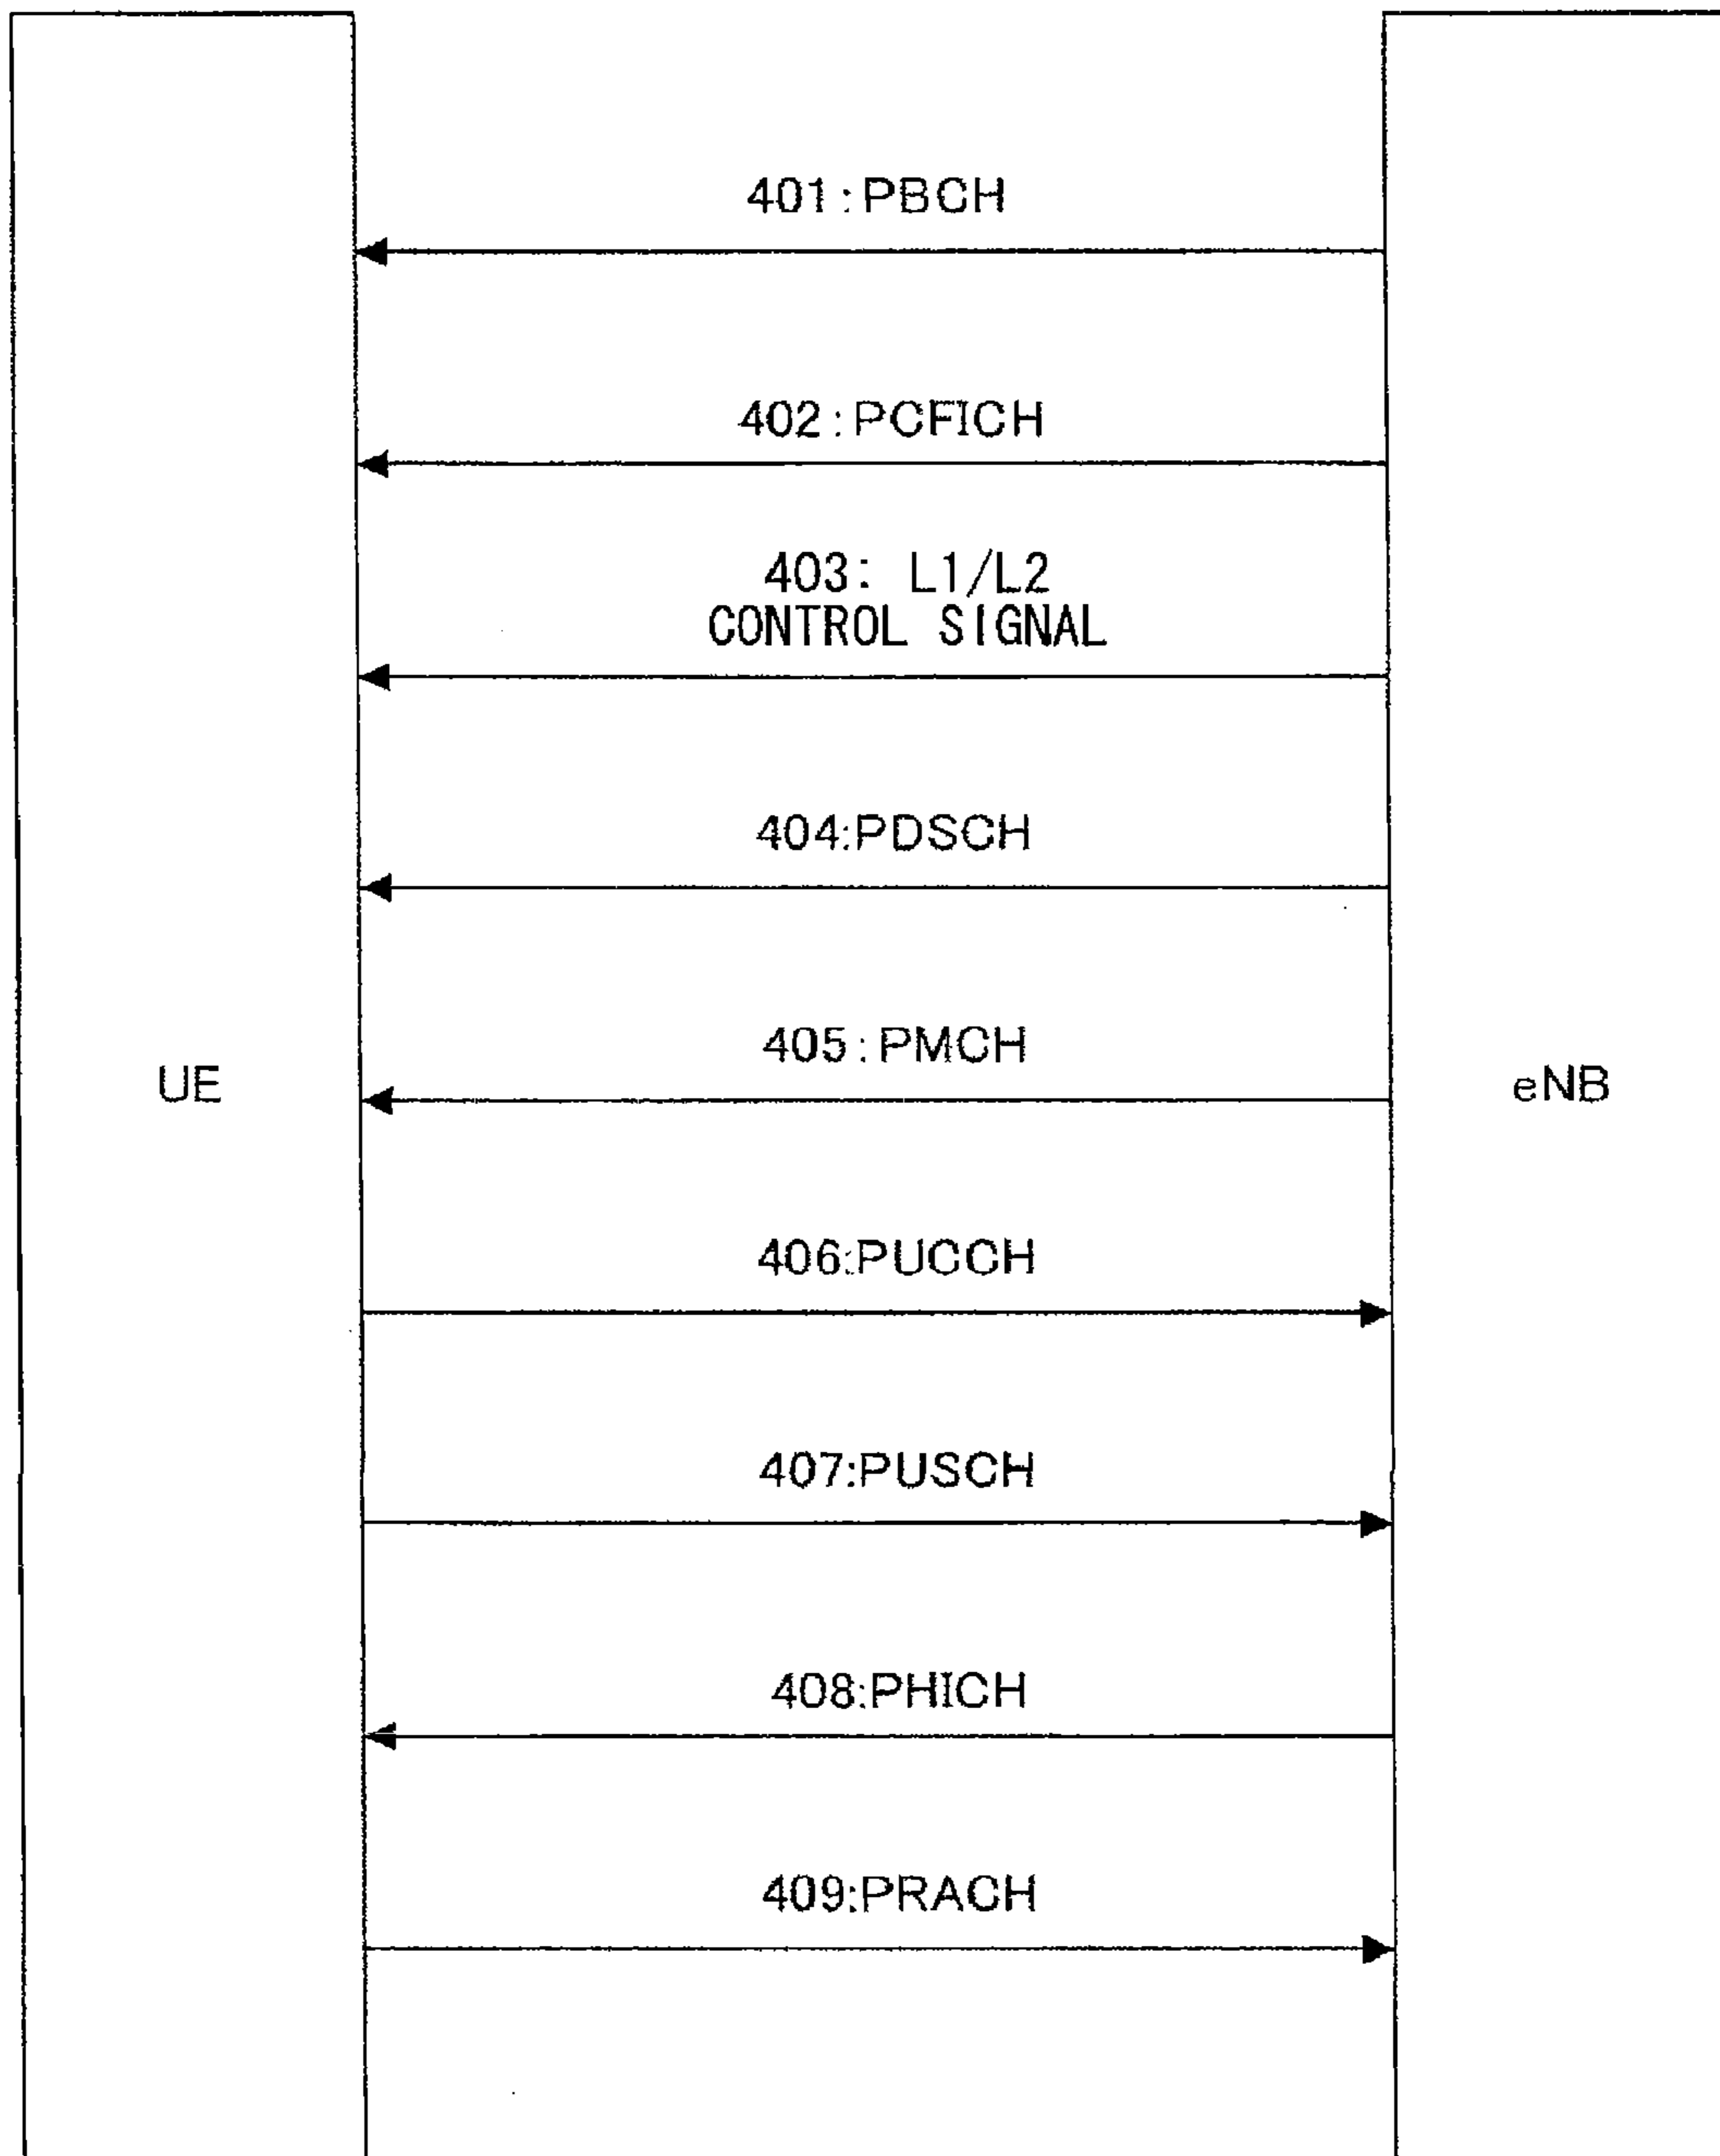 401:PBCH
402:PCFICH
403: L1/L2
CONTROL SIGNAL
404:PDSCH
405:PMCH
UE
eNB
406:PUCCH
407:PUSCH
408:PHICH
409:PRACH